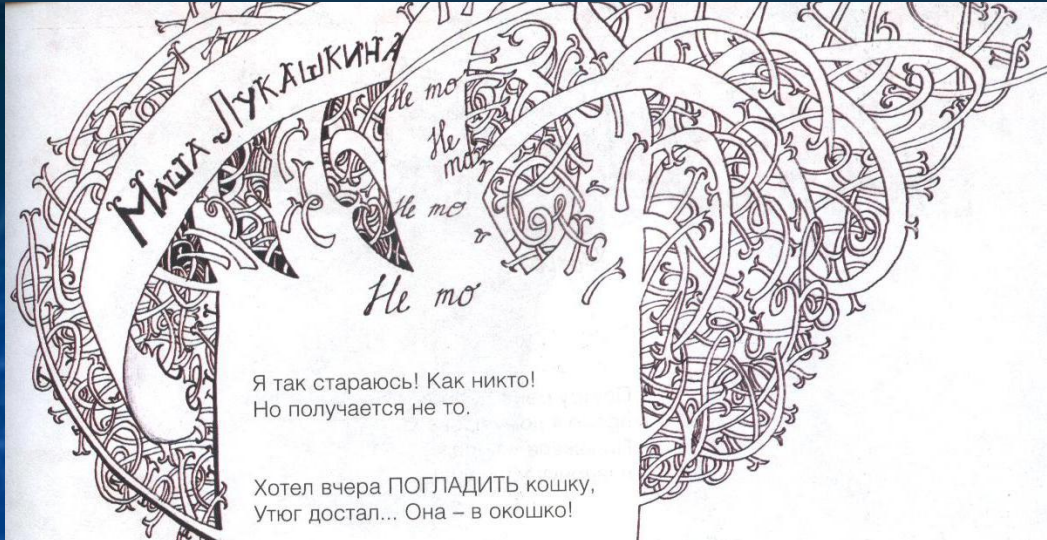 Маша Лукашкина
Не то
Не
то
Не то
Не то
Я так стараюсь! Как никто!
Но получается не то.
Хотел вчера ПОГЛАДИТЬ кошку,
Утюг достал... Она – в окошко!